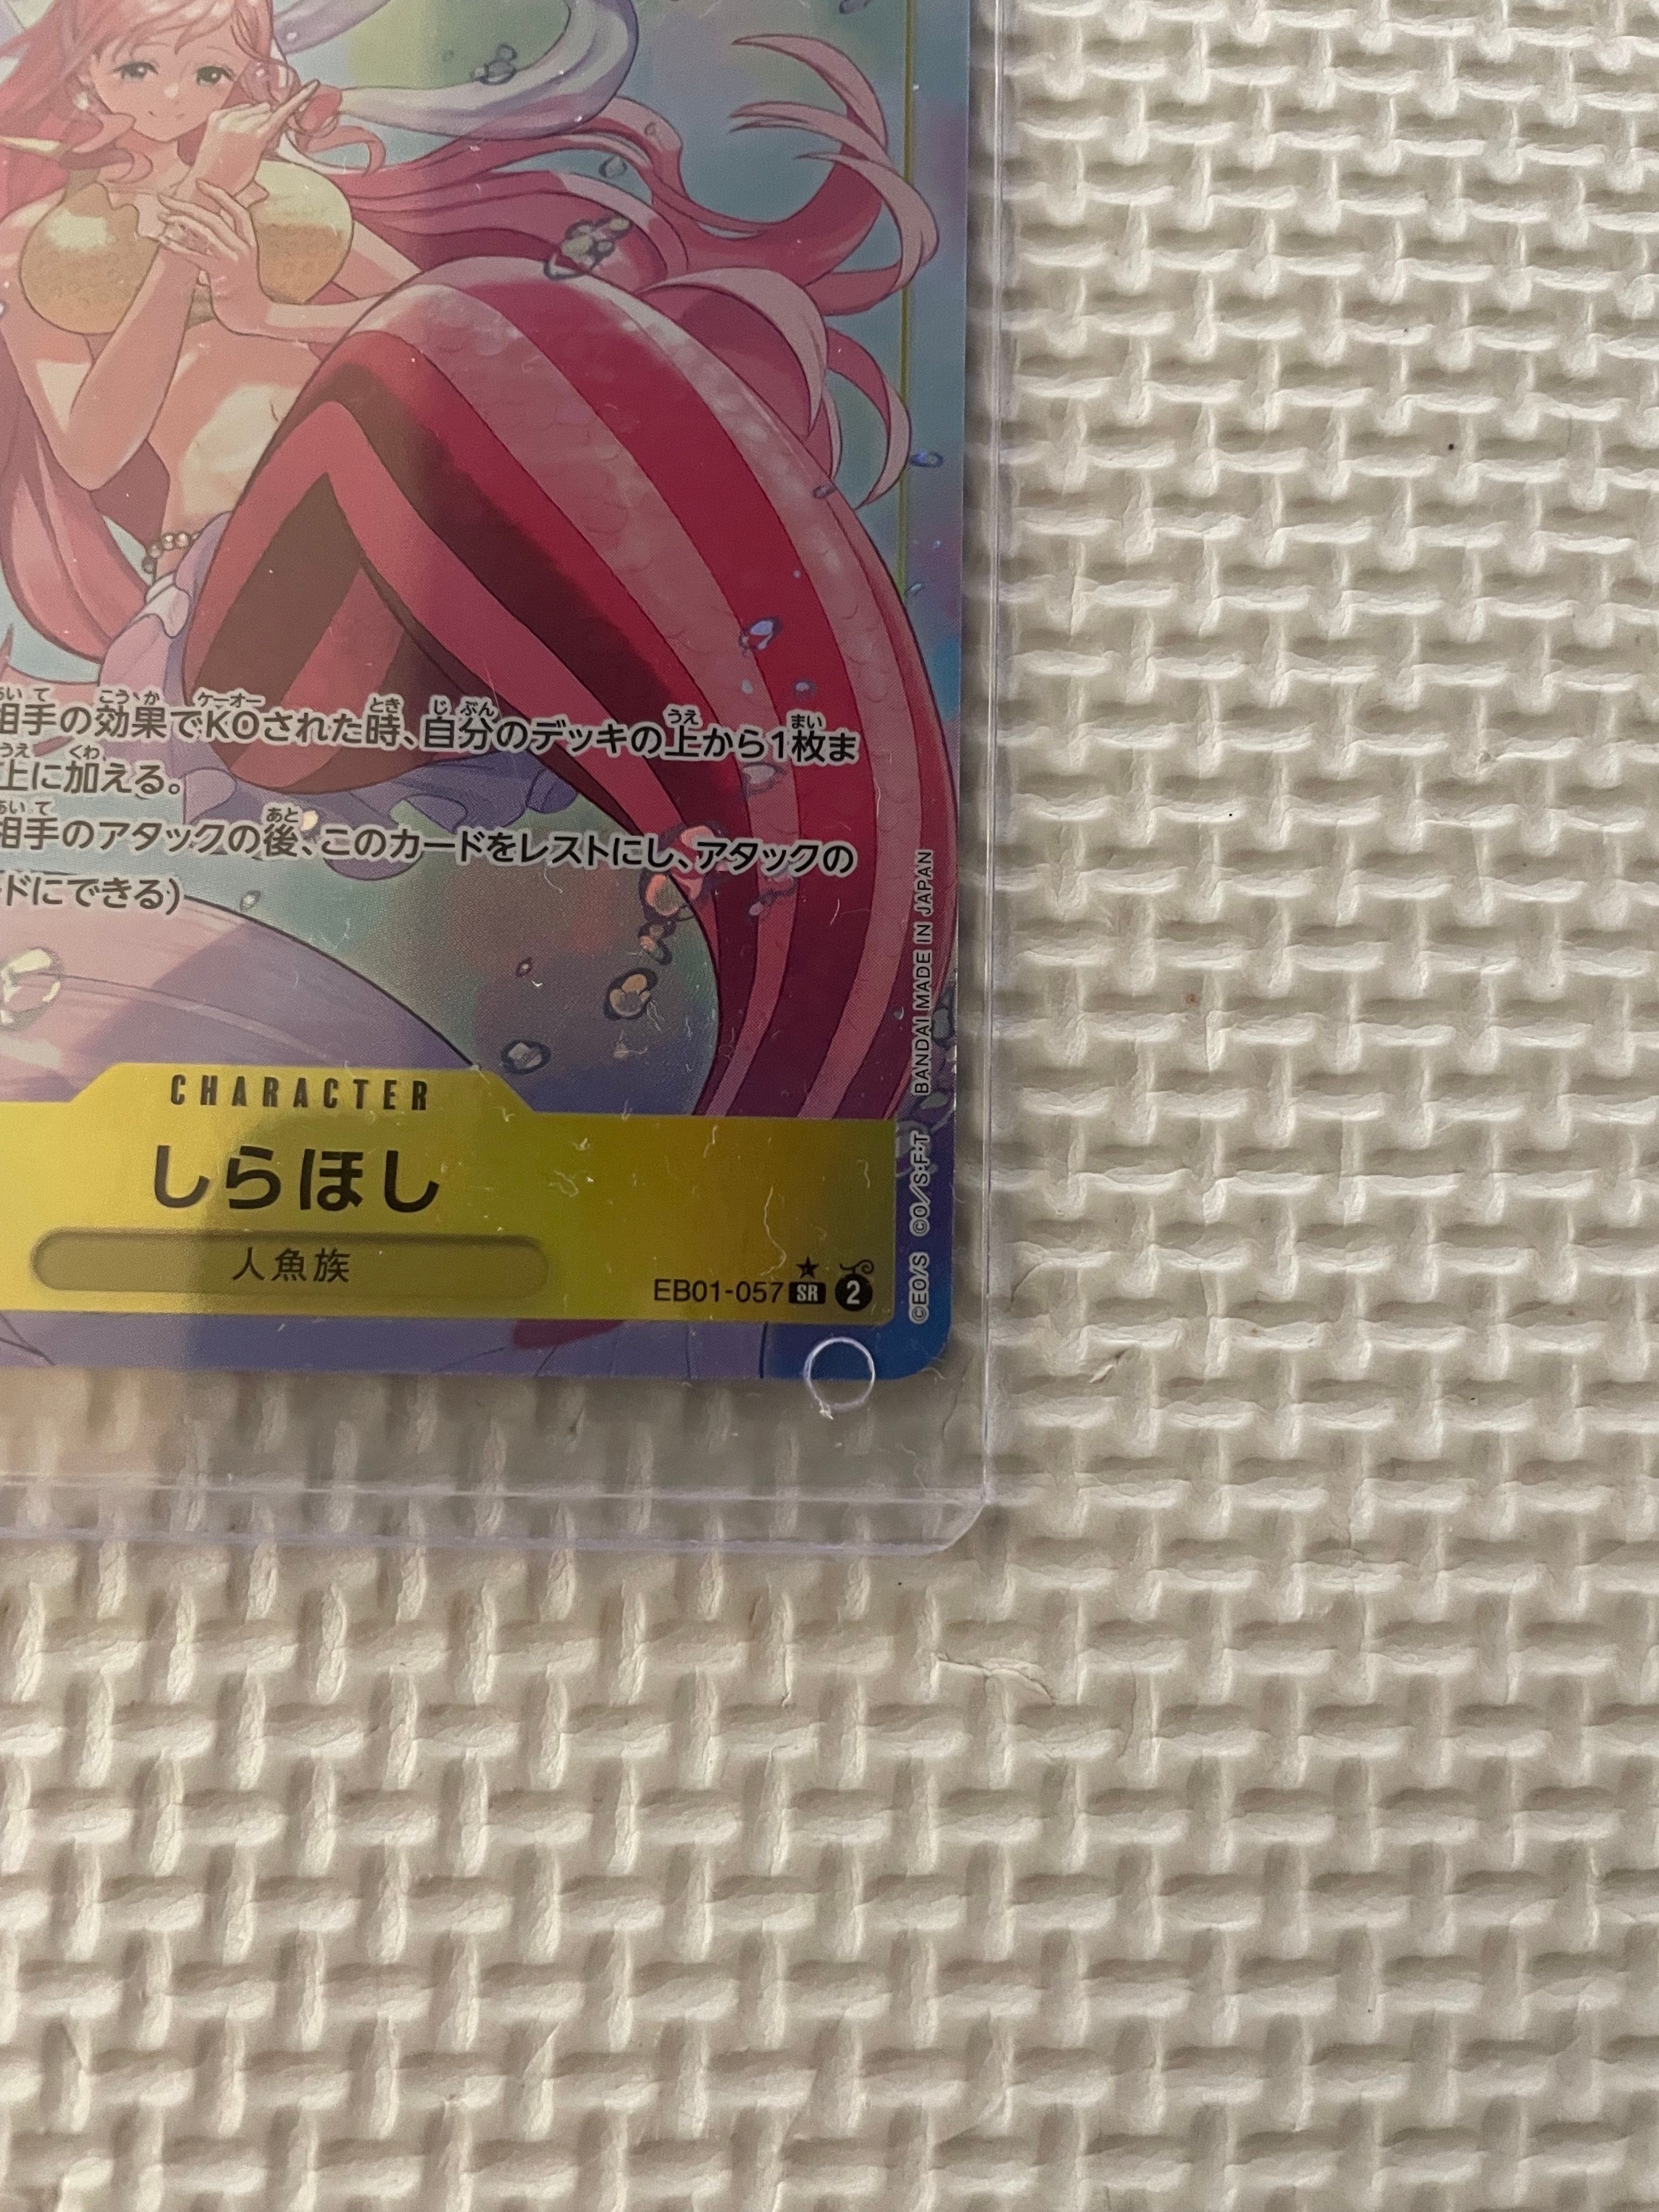 相手の効果でKOされた時、自分のデッキの上から1枚ま
上に加える。
相手のアタックの後、このカードをレストにし、アタックの
ードにできる)
CHARACTER
しらほし
人魚族
EB01-057 SR 2
©EO/S ©O/S･F･T BANDAI MADE IN JAPAN